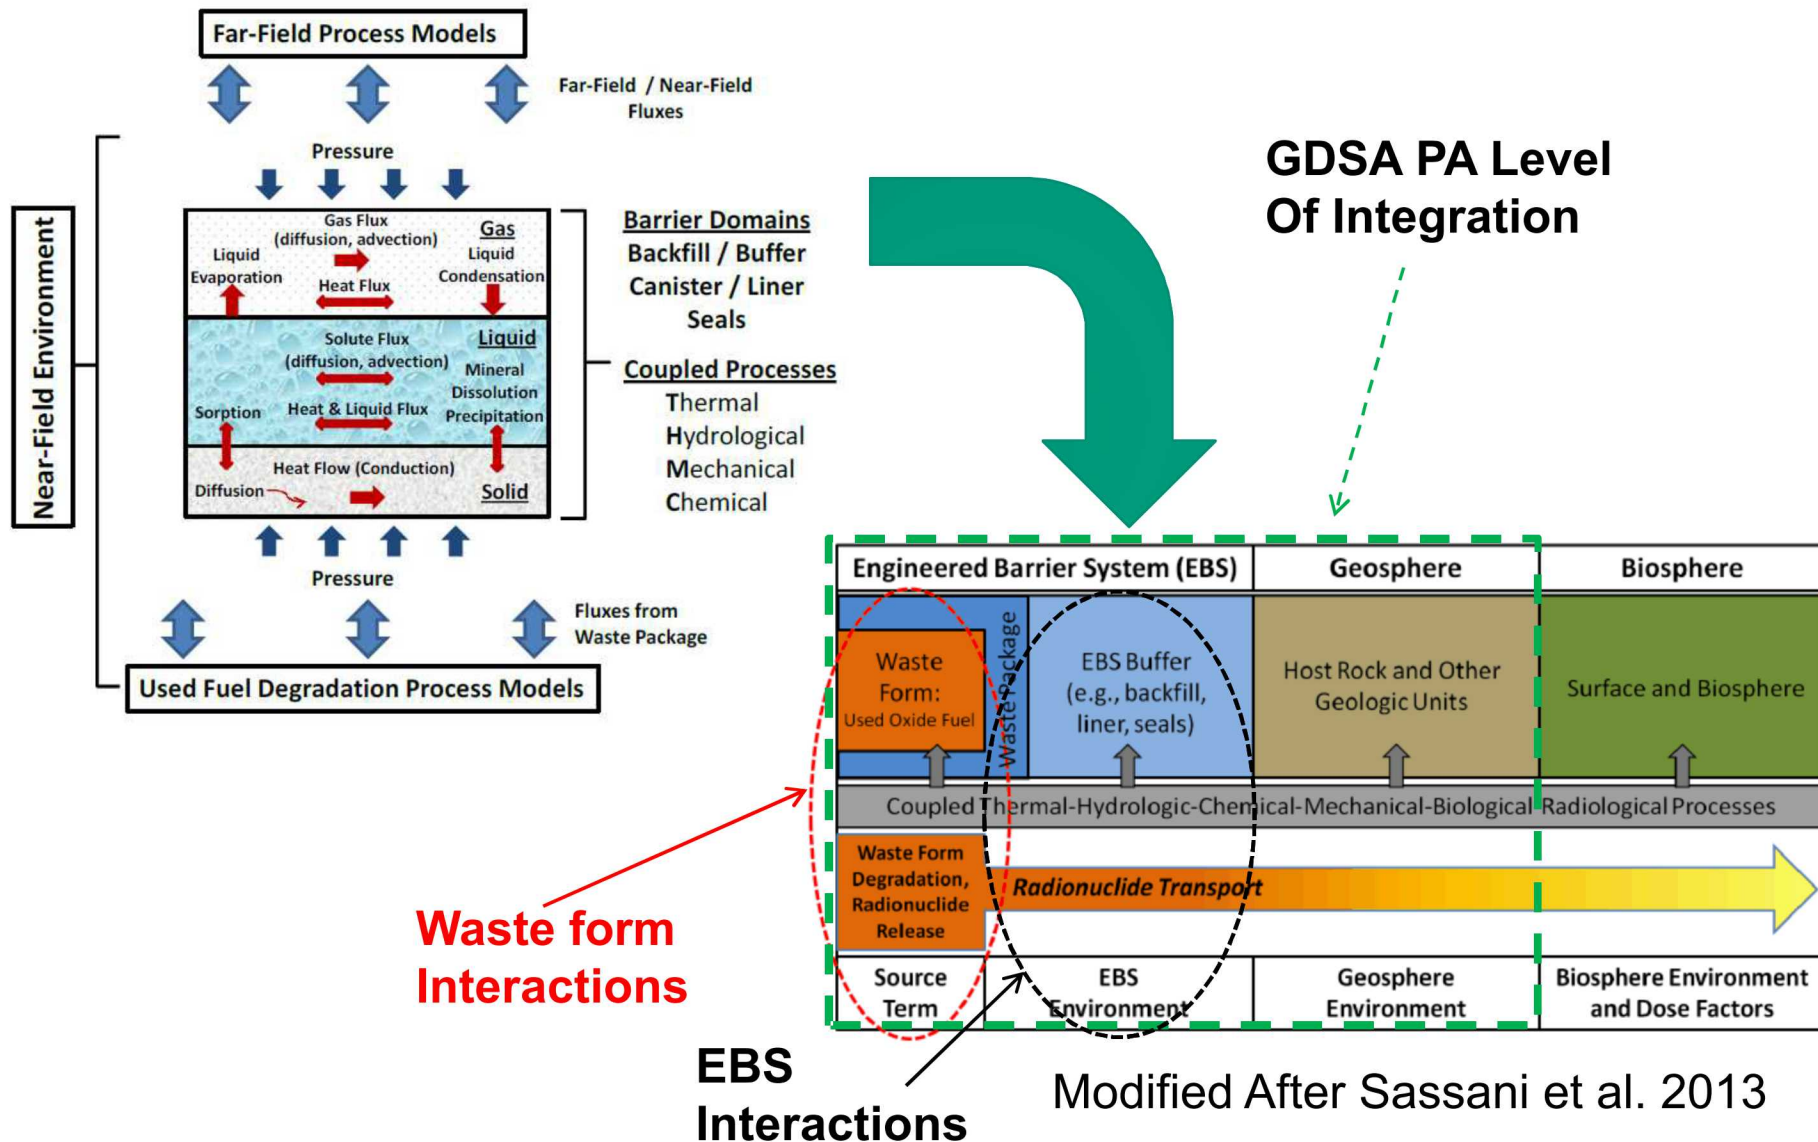 Far-Field Process Models
Far-Field / Near-Field
Fluxes
Near-Field Environment
Pressure
Gas Flux
(diffusion, advection)
Gas
Liquid
Evaporation
Liquid
Condensation
Heat Flux
Solute Flux
(diffusion, advection)
Liquid
Mineral
Dissolution
Precipitation
Sorption
Heat & Liquid Flux
Heat Flow (Conduction)
Diffusion
Solid
Pressure
Fluxes from
Waste Package
Used Fuel Degradation Process Models
Barrier Domains
Backfill / Buffer
Canister / Liner
Seals
Coupled Processes
Thermal
Hydrological
Mechanical
Chemical
GDSA PA Level
Of Integration
Engineered Barrier System (EBS)
Geosphere
Biosphere
Waste
Form:
Used Oxide Fuel
Waste Package
EBS Buffer
(e.g., backfill,
liner, seals)
Host Rock and Other
Geologic Units
Surface and Biosphere
Coupled Thermal-Hydrologic-Chemical-Mechanical-Biological Radiological Processes
Waste Form
Degradation,
Radionuclide
Release
Radionuclide Transport
Source
Term
EBS
Environment
Geosphere
Environment
Biosphere Environment
and Dose Factors
Waste form
Interactions
EBS
Interactions
Modified After Sassani et al. 2013